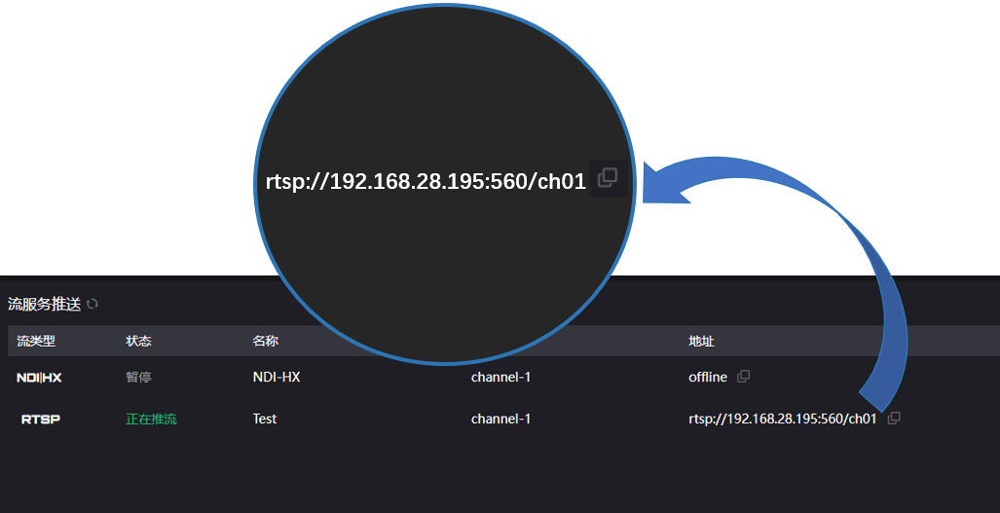 rtsp://192.168.28.195:560/ch01
流服务推送
流类型 状态 名称 地址
NDI|HX 暂停 NDI-HX channel-1 offline
RTSP 正在推流 Test channel-1 rtsp://192.168.28.195:560/ch01